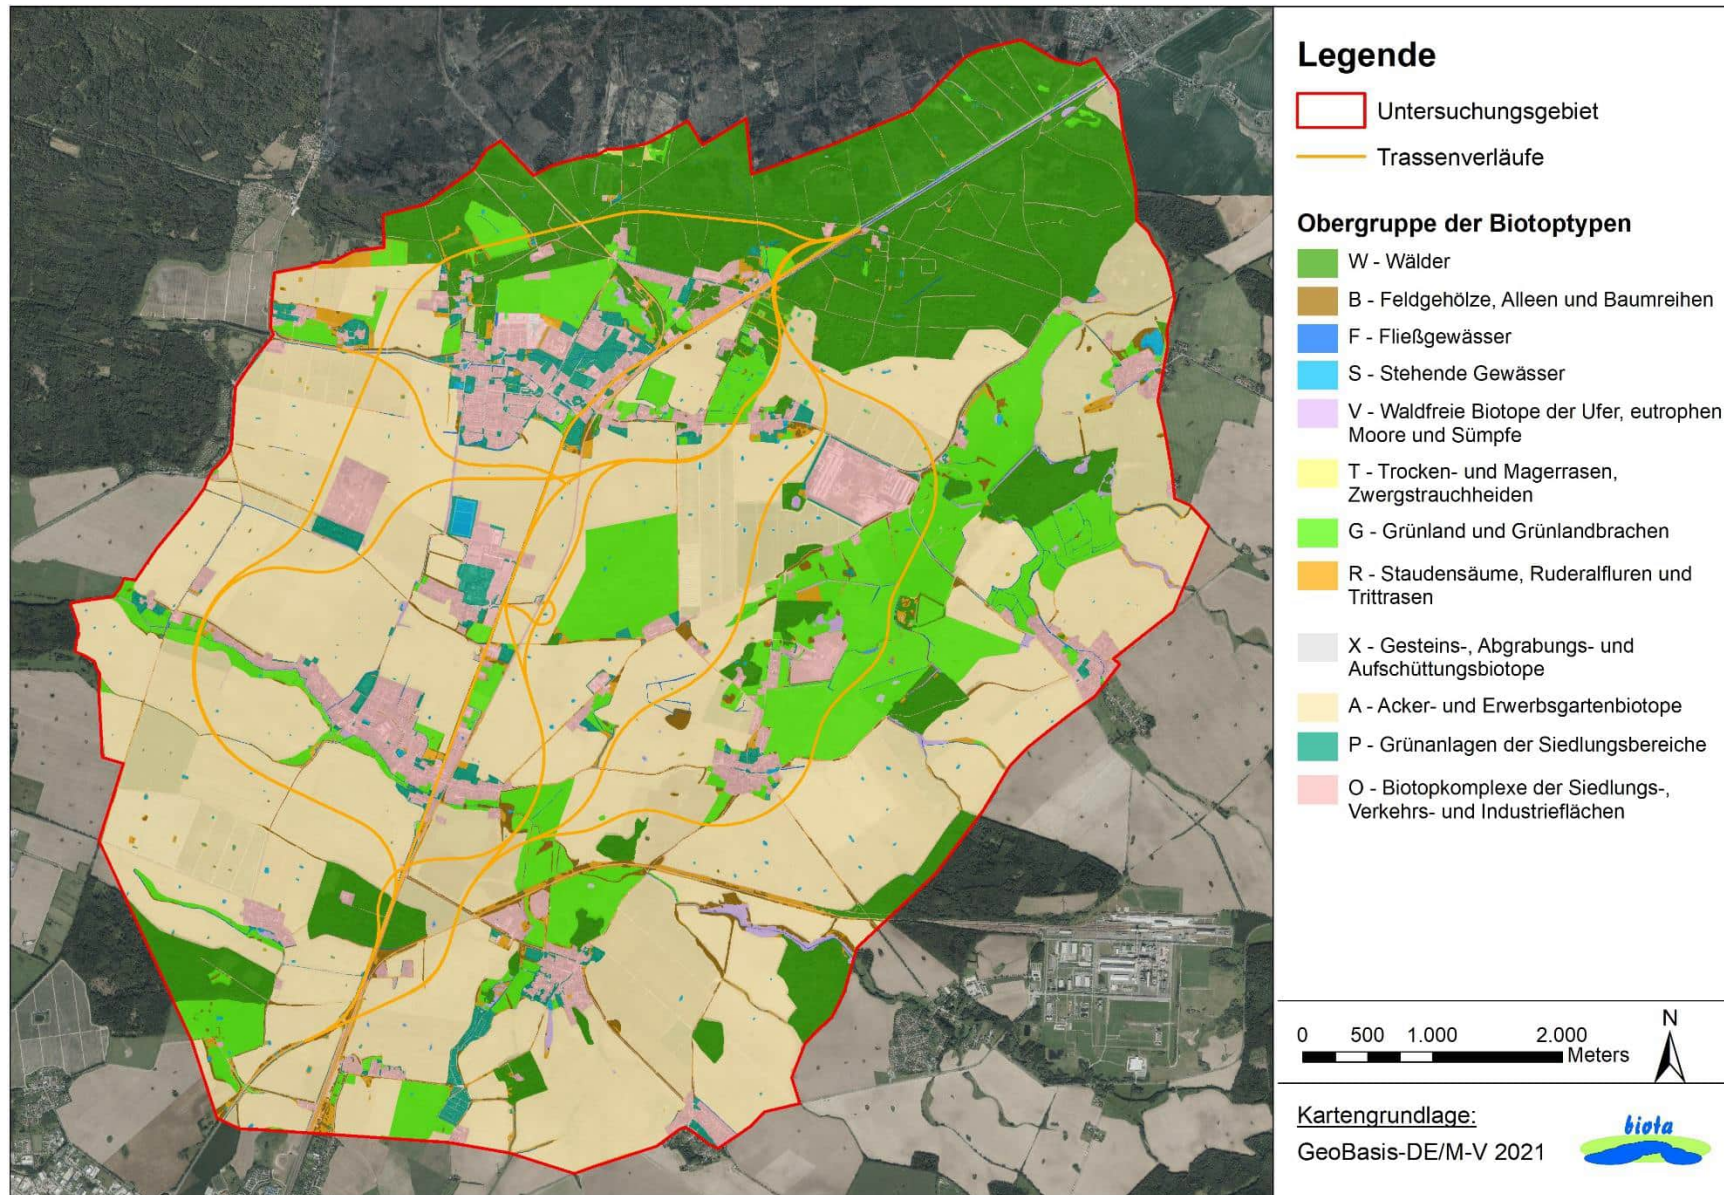 Legende
Untersuchungsgebiet
Trassenverläufe
Obergruppe der Biotoptypen
W - Wälder
B - Feldgehölze, Alleen und Baumreihen
F - Fließgewässer
S - Stehende Gewässer
V - Waldfreie Biotope der Ufer, eutrophen
Moore und Sümpfe
T - Trocken- und Magerrasen,
Zwergstrauchheiden
G - Grünland und Grünlandbrachen
R - Staudensäume, Ruderalfluren und
Trittrasen
X - Gesteins-, Abgrabungs- und
Aufschüttungsbiotope
A - Acker- und Erwerbsgartenbiotope
P - Grünanlagen der Siedlungsbereiche
O - Biotopkomplexe der Siedlungs-,
Verkehrs- und Industrieflächen
0 500 1.000 2.000
Meters
N
Kartengrundlage:
GeoBasis-DE/M-V 2021
biota